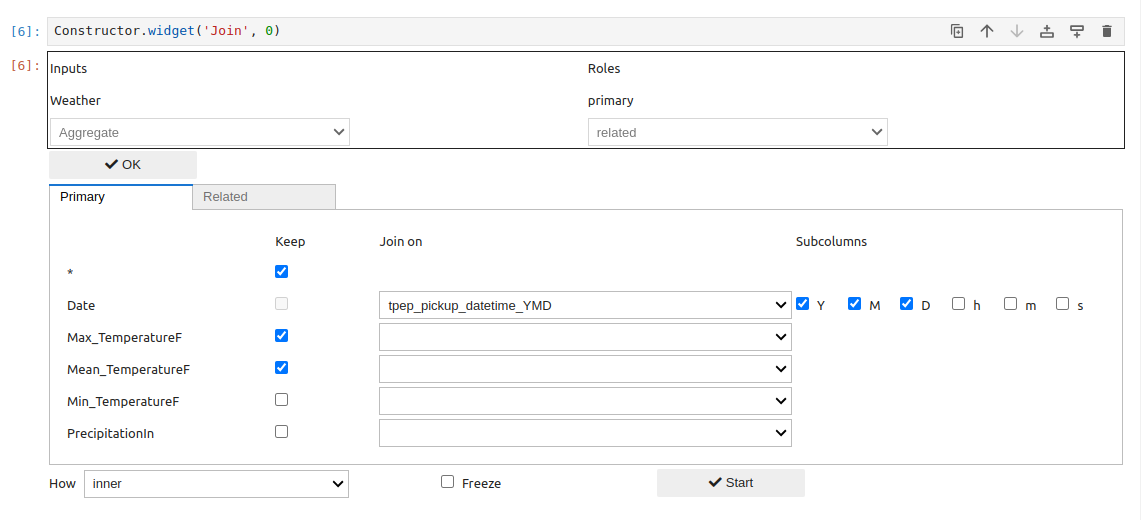 [6]: Constructor.widget('Join', 0)
[6]: Inputs Roles
Weather primary
Aggregate related
OK
Primary Related
Keep Join on Subcolumns
*
Date tpep_pickup_datetime_YMD Y M D h m s
Max_TemperatureF
Mean_TemperatureF
Min_TemperatureF
PrecipitationIn
How inner Freeze Start